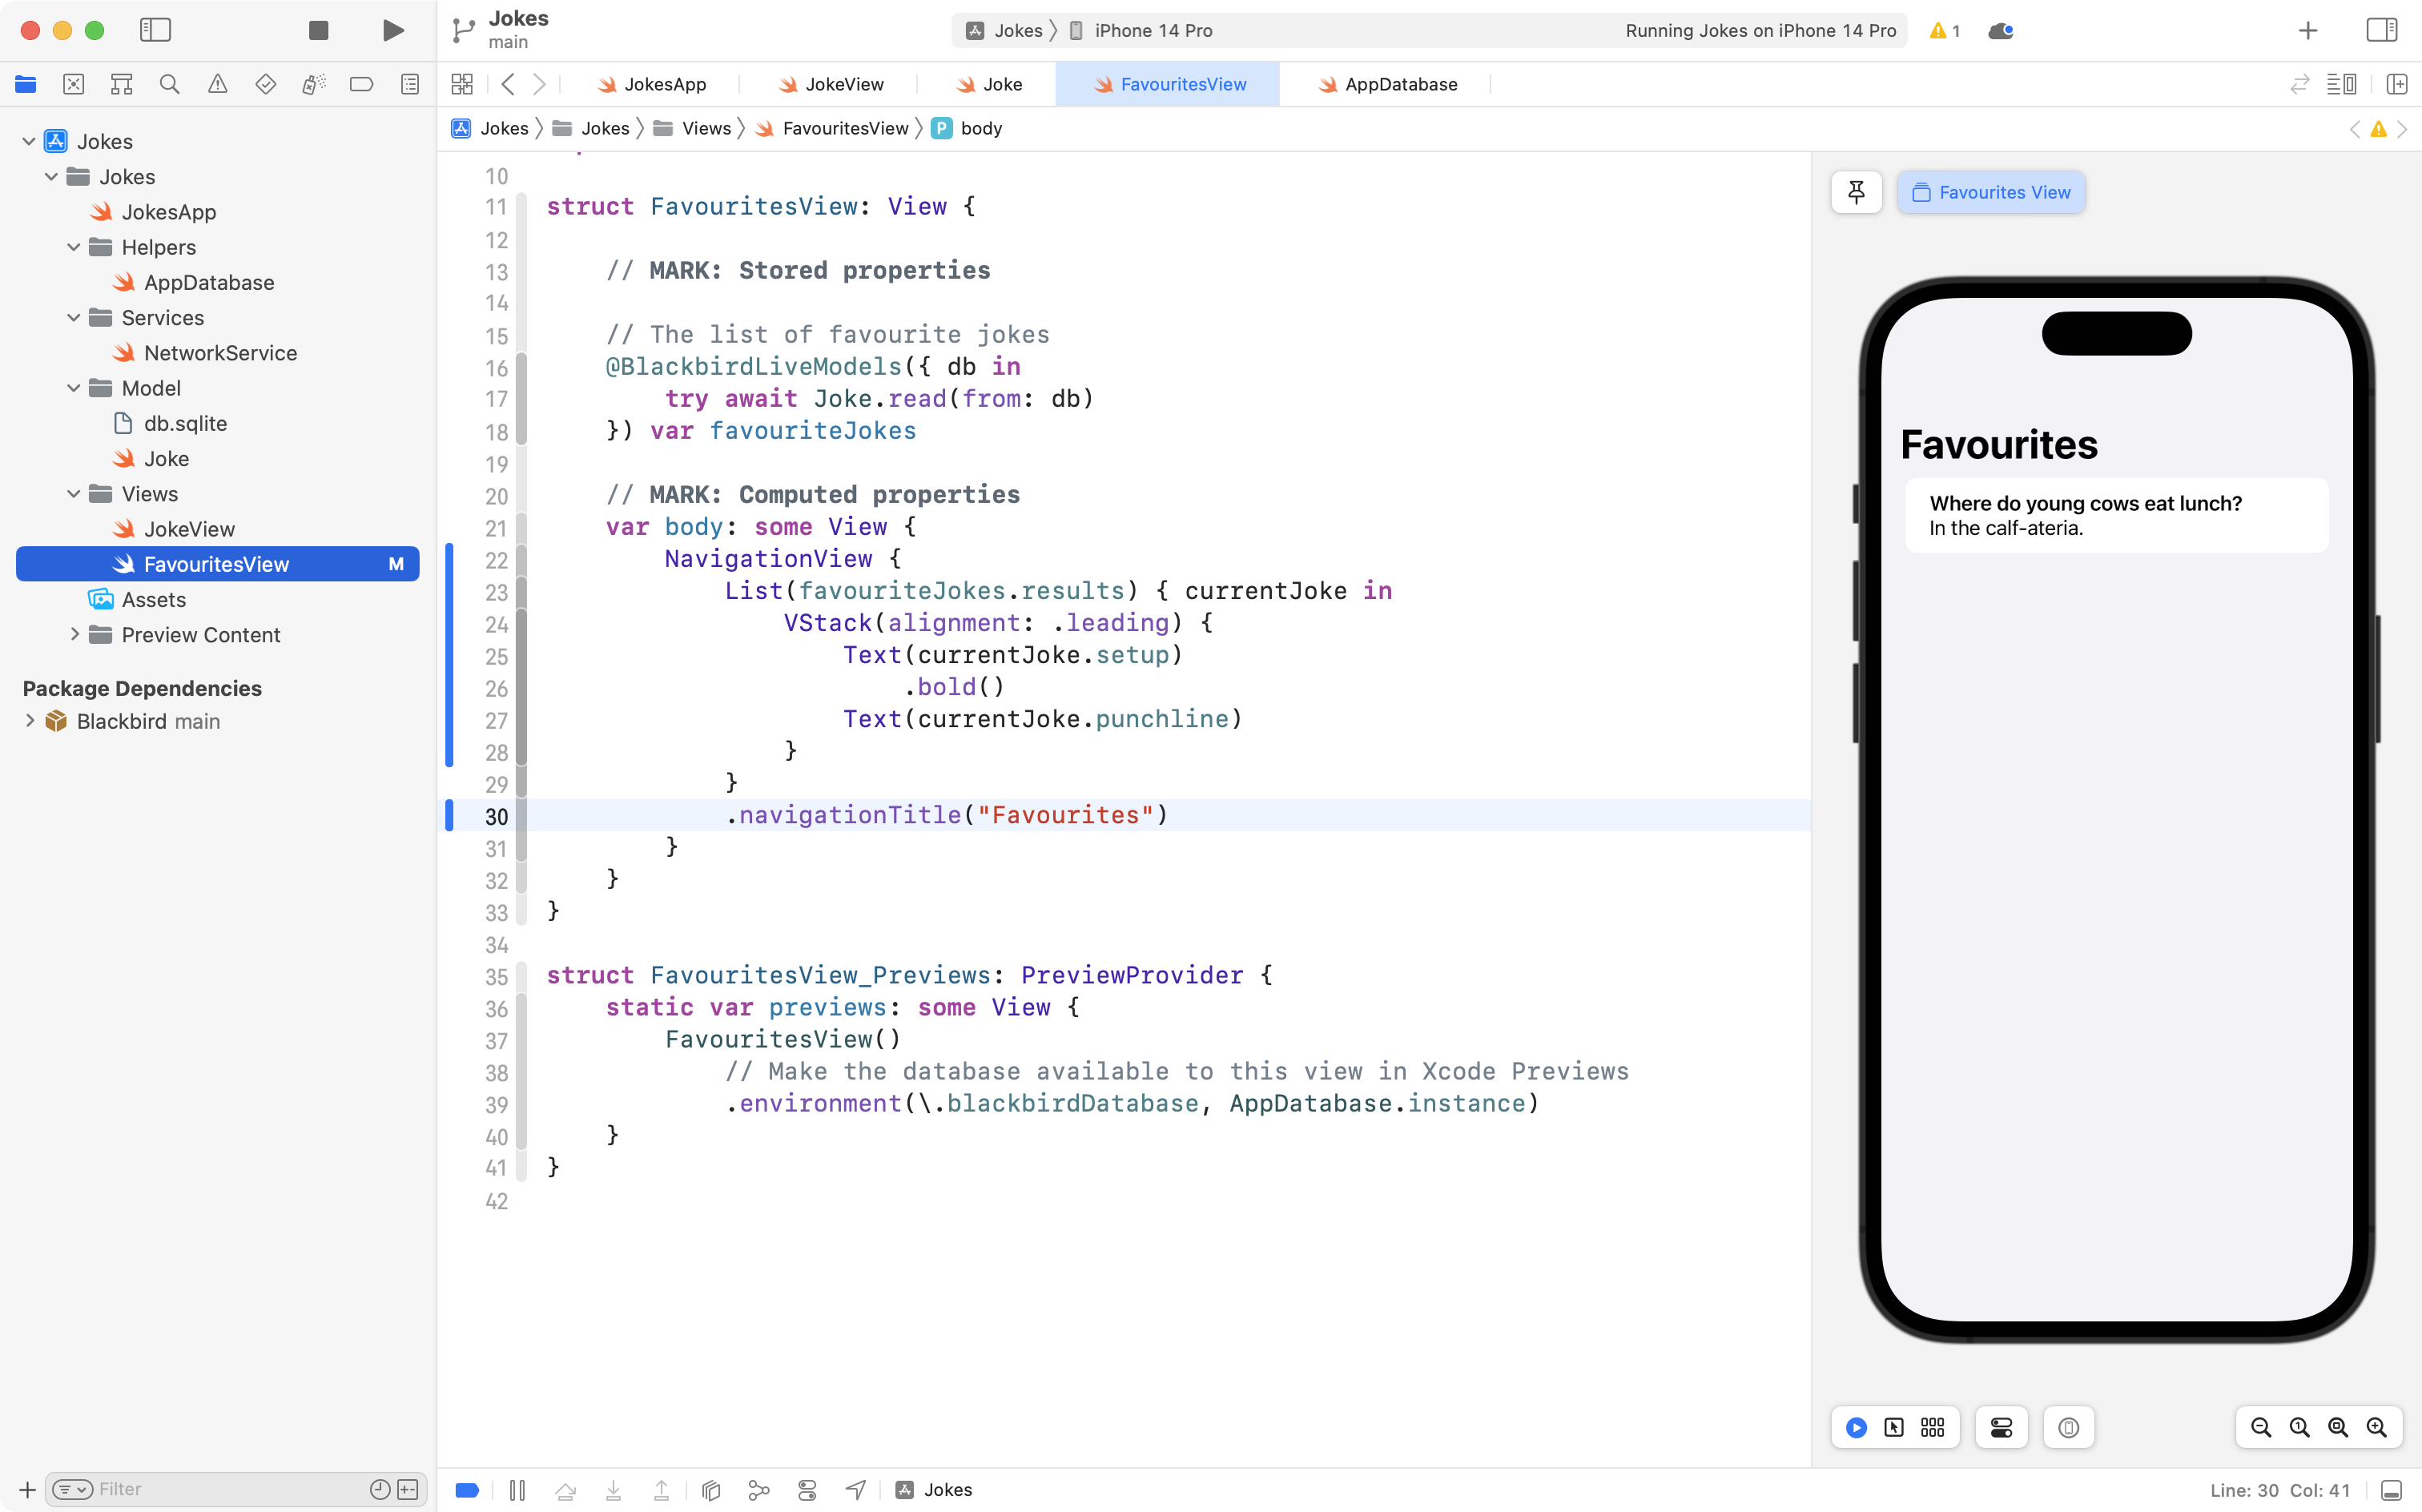 Jokes
main
Jokes
iPhone 14 Pro
Running Jokes on iPhone 14 Pro
1
JokesApp
JokeView
Joke
FavouritesView
AppDatabase
Jokes
Jokes
Views
FavouritesView
P
body
Jokes
Jokes
JokesApp
Helpers
AppDatabase
Services
NetworkService
Model
db.sqlite
Joke
Views
JokeView
FavouritesView M
Assets
Preview Content
Package Dependencies
Blackbird main
Filter
10
11 struct FavouritesView: View {
12
13 // MARK: Stored properties
14
15 // The list of favourite jokes
16 @BlackbirdLiveModels({ db in
17 try await Joke.read(from: db)
18 }) var favouriteJokes
19
20 // MARK: Computed properties
21 var body: some View {
22 NavigationView {
23 List(favouriteJokes.results) { currentJoke in
24 VStack(alignment: .leading) {
25 Text(currentJoke.setup)
26 .bold()
27 Text(currentJoke.punchline)
28 }
29 }
30 .navigationTitle("Favourites")
31 }
32 }
33 }
34
35 struct FavouritesView_Previews: PreviewProvider {
36 static var previews: some View {
37 FavouritesView()
38 // Make the database available to this view in Xcode Previews
39 .environment(\.blackbirdDatabase, AppDatabase.instance)
40 }
41 }
42
Favourites View
Favourites
Where do young cows eat lunch?
In the calf-ateria.
Jokes
Line: 30 Col: 41